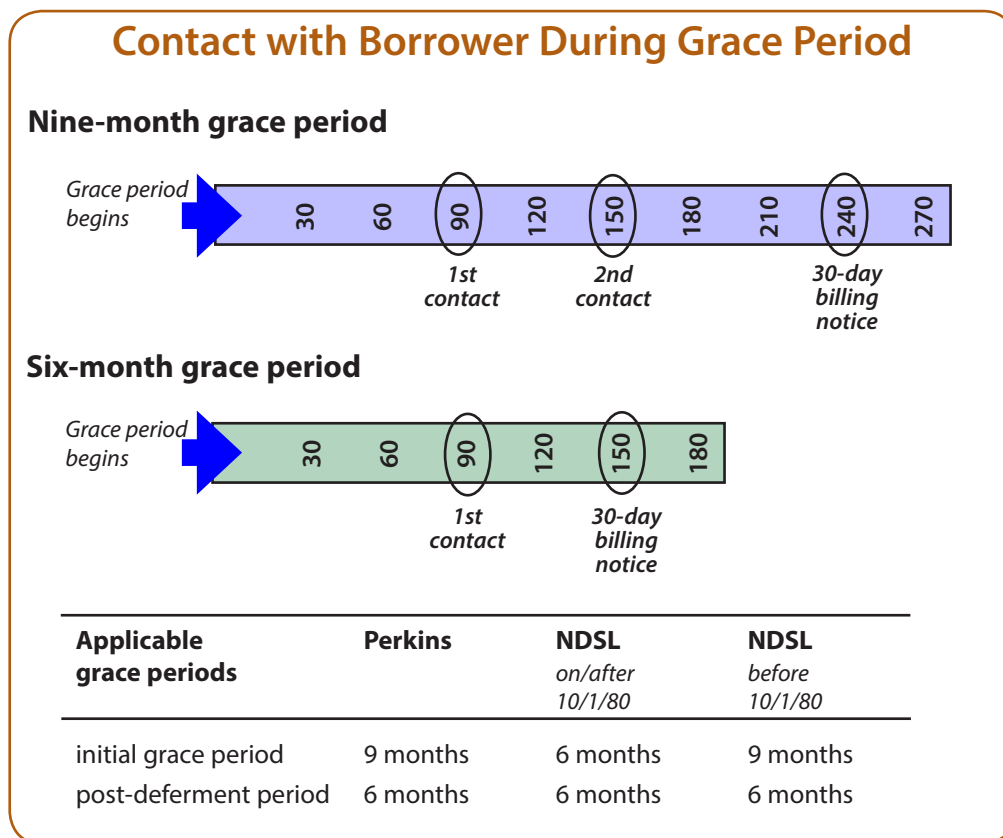 Contact with Borrower During Grace Period
Nine-month grace period
Grace period
begins
30 60 90 120 150 180 210 240 270
1st
contact
2nd
contact
30-day
billing
notice
Six-month grace period
Grace period
begins
30 60 90 120 150 180
1st
contact
30-day
billing
notice
Applicable
grace periods
Perkins
NDSL
on/after
10/1/80
NDSL
before
10/1/80
initial grace period 9 months 6 months 9 months
post-deferment period 6 months 6 months 6 months